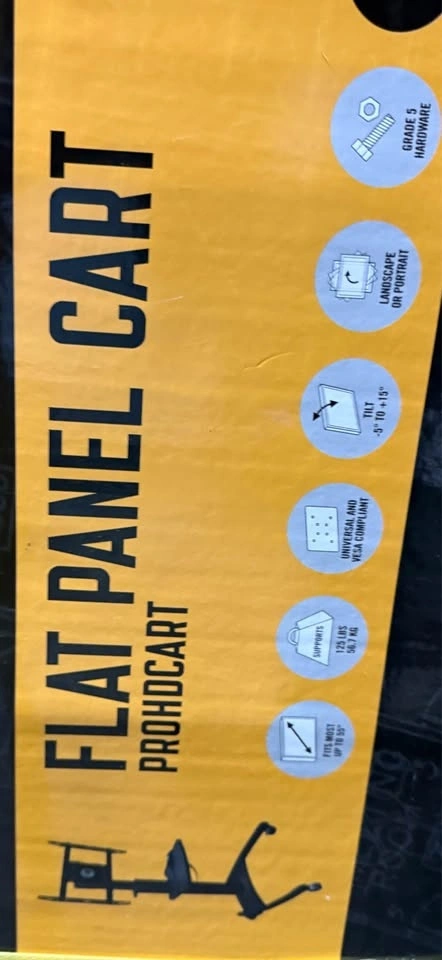 FLAT PANEL CART
PROHDCART
FITS MOST
UP TO 55"
SUPPORTS
125 LBS
56.7 KG
UNIVERSAL AND
VESA COMPLIANT
TILT
-5° TO +15°
LANDSCAPE
OR PORTRAIT
GRADE 5
HARDWARE